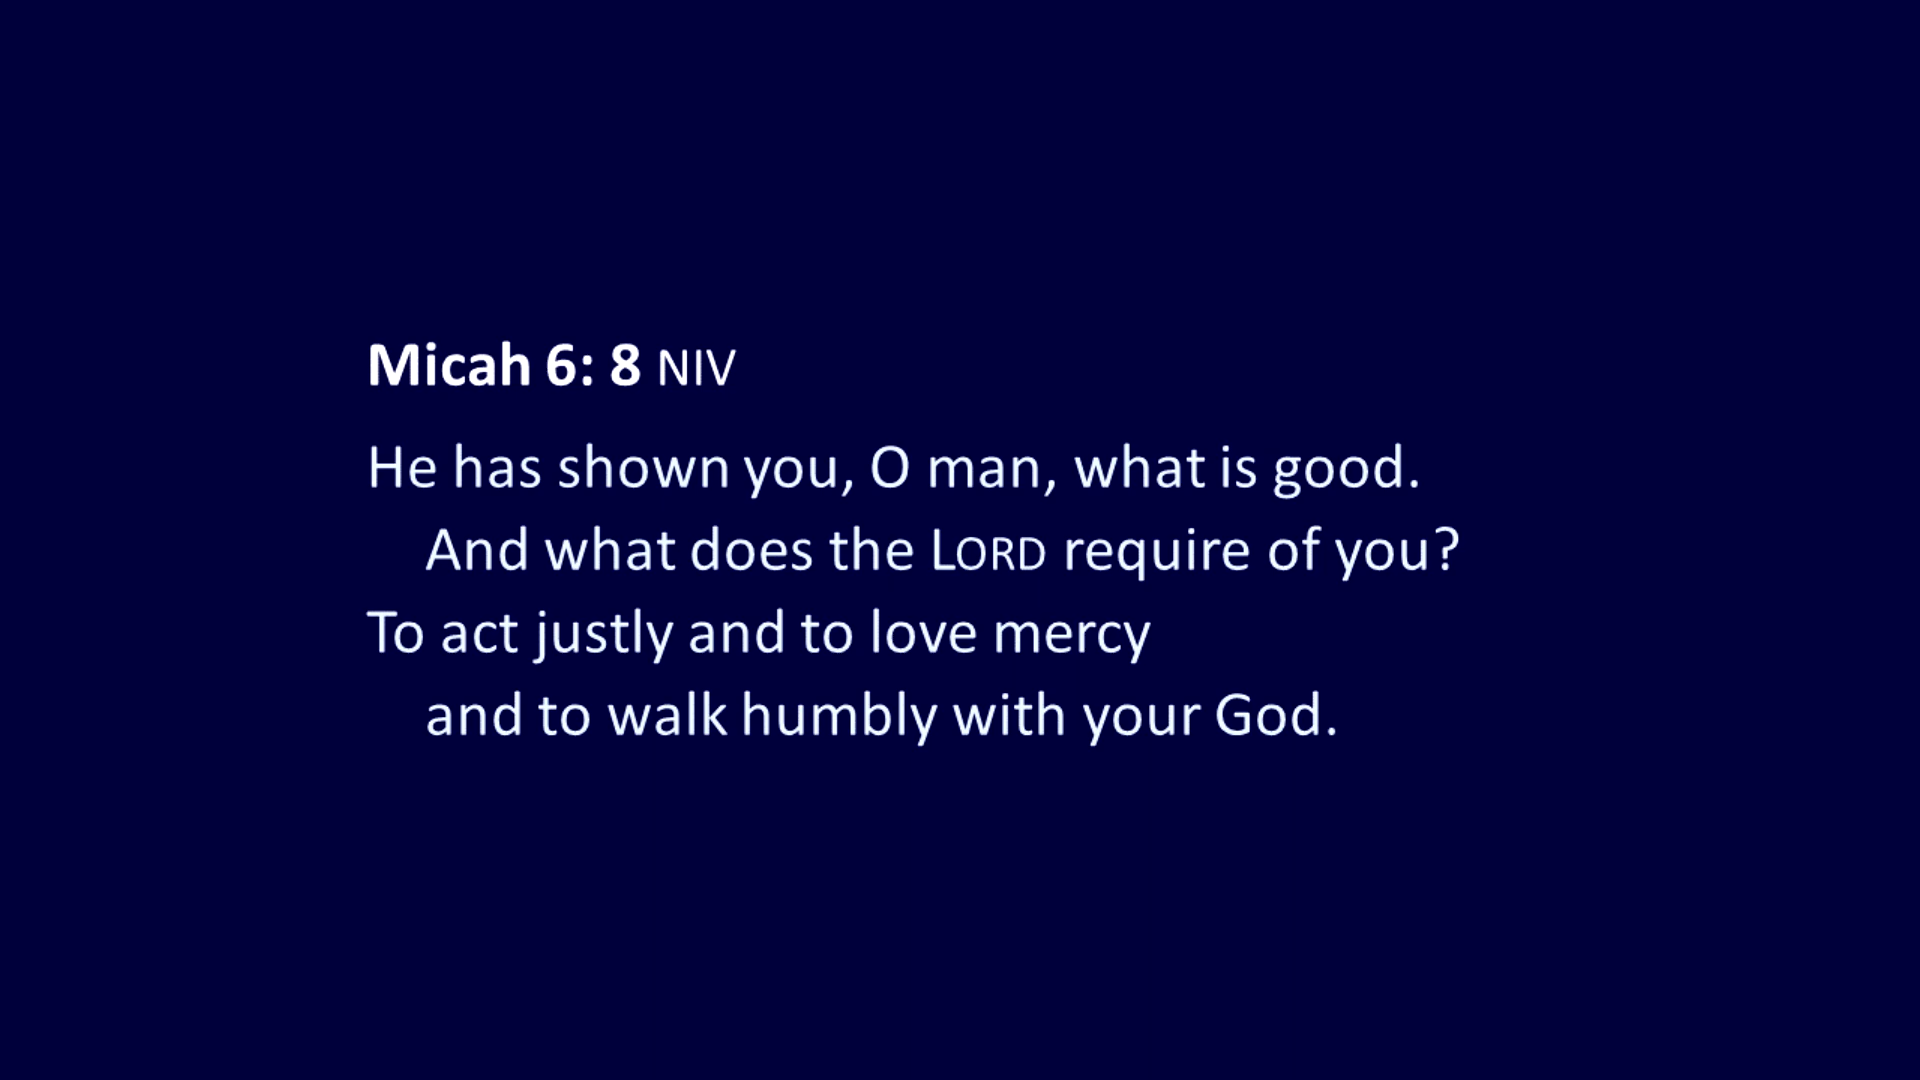 Micah 6: 8 NIV
He has shown you, O man, what is good.
And what does the LORD require of you?
To act justly and to love mercy
and to walk humbly with your God.